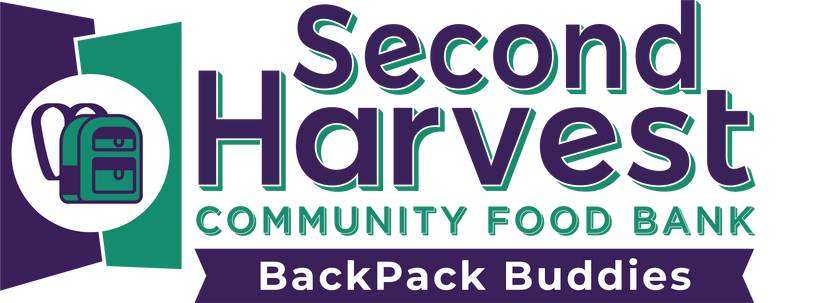 Second
Harvest
COMMUNITY FOOD BANK
BackPack Buddies